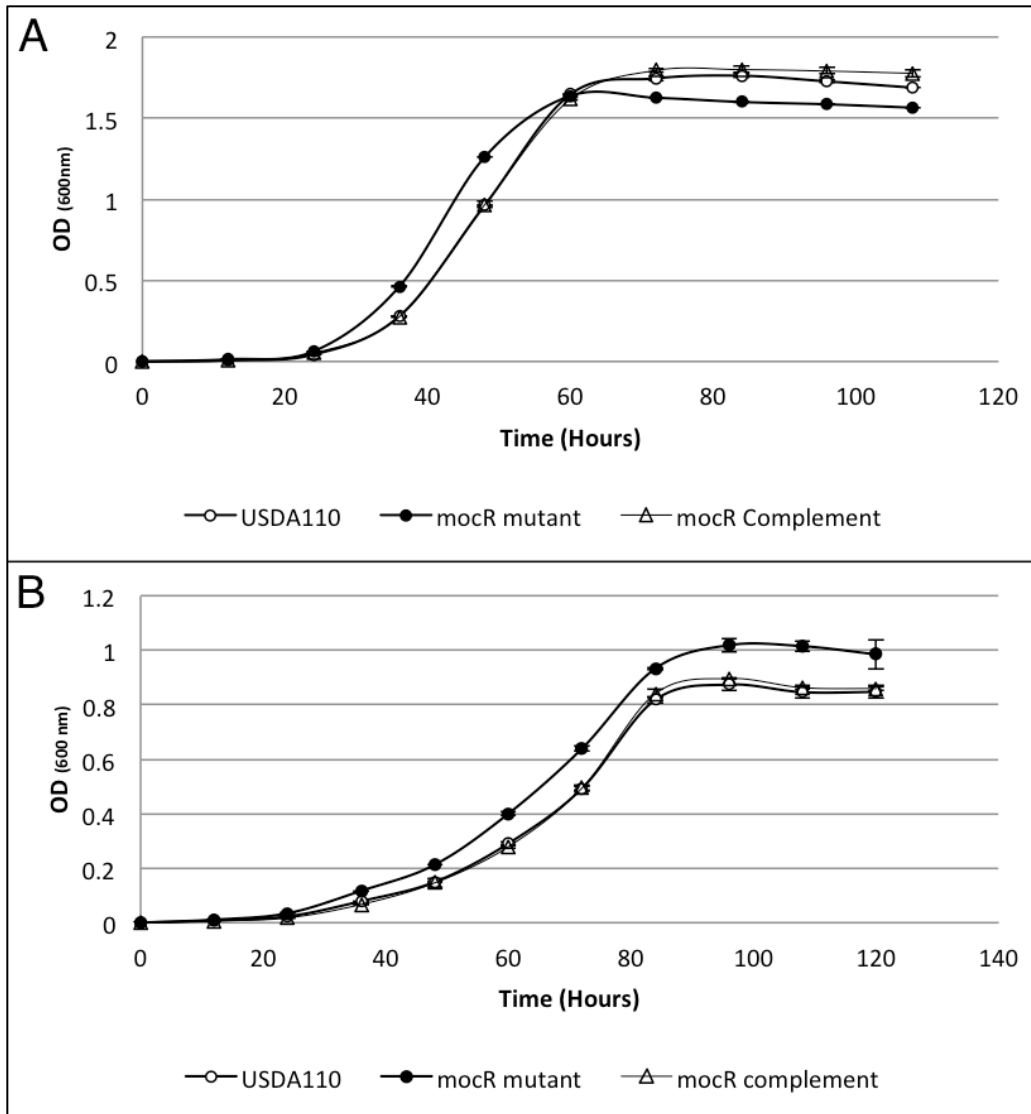 A
2
1.5
1
0.5
0
OD (600nm)
0 20 40 60 80 100 120
Time (Hours)
USDA110 mocR mutant mocR Complement
B
1.2
1
0.8
0.6
0.4
0.2
0
OD (600 nm)
0 20 40 60 80 100 120 140
Time (Hours)
USDA110 mocR mutant mocR complement